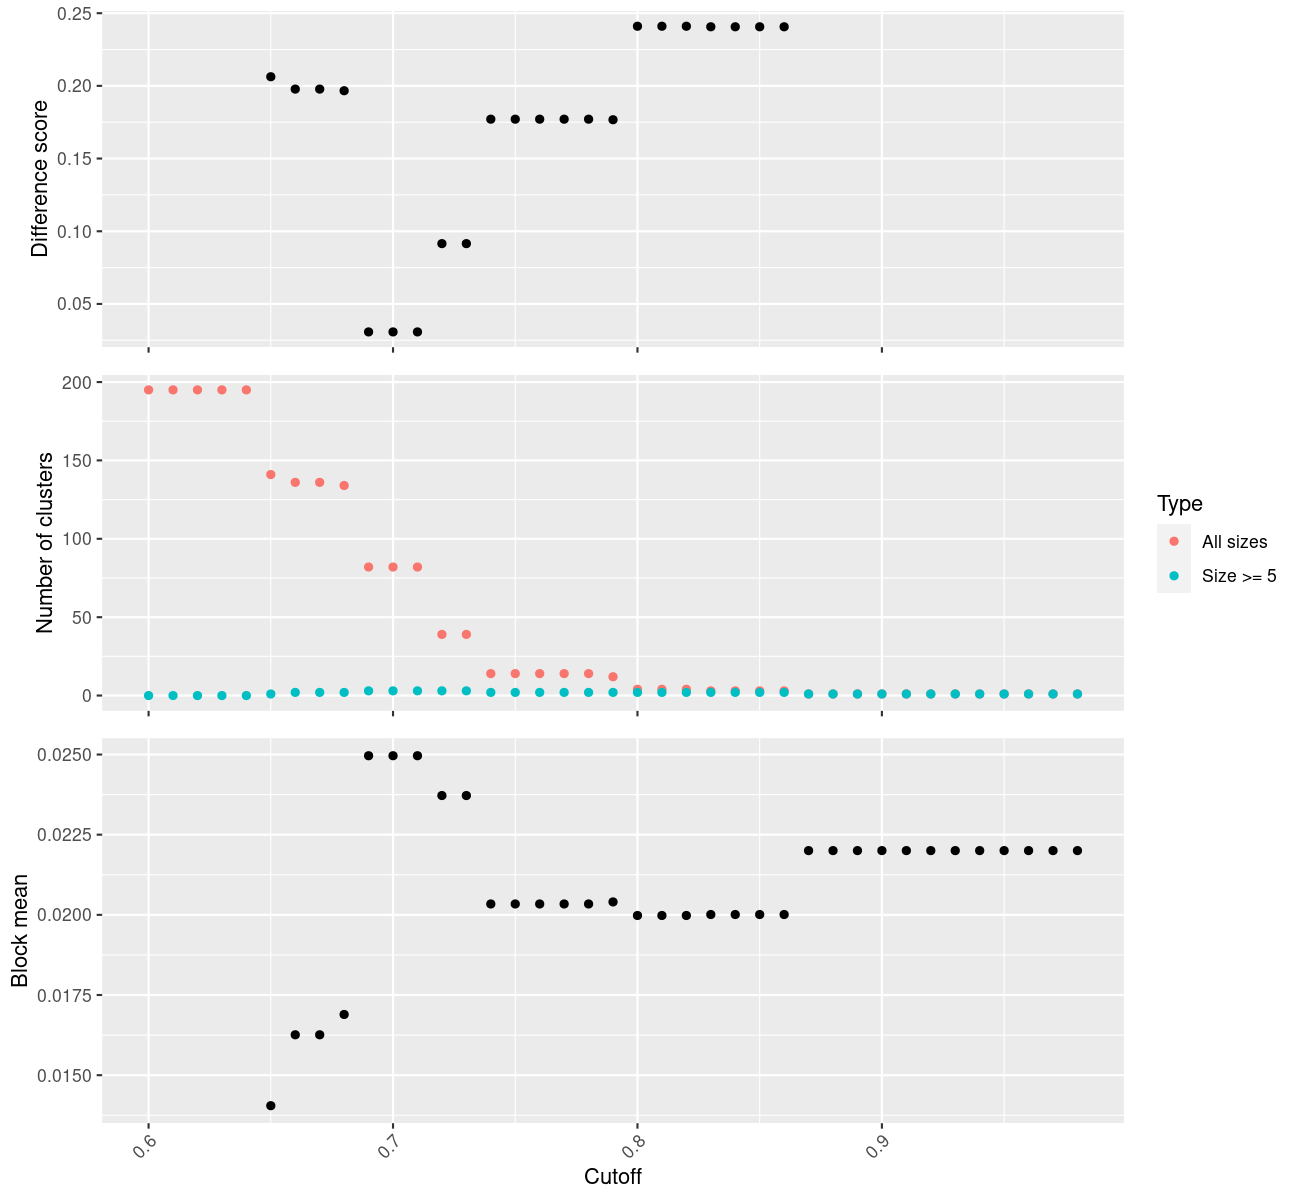 0.25
0.20
0.15
0.10
0.05
Difference score
200
150
100
50
0
Number of clusters
Type
All sizes
Size >= 5
0.0250
0.0225
0.0200
0.0175
0.0150
Block mean
0.6
0.7
0.8
0.9
Cutoff